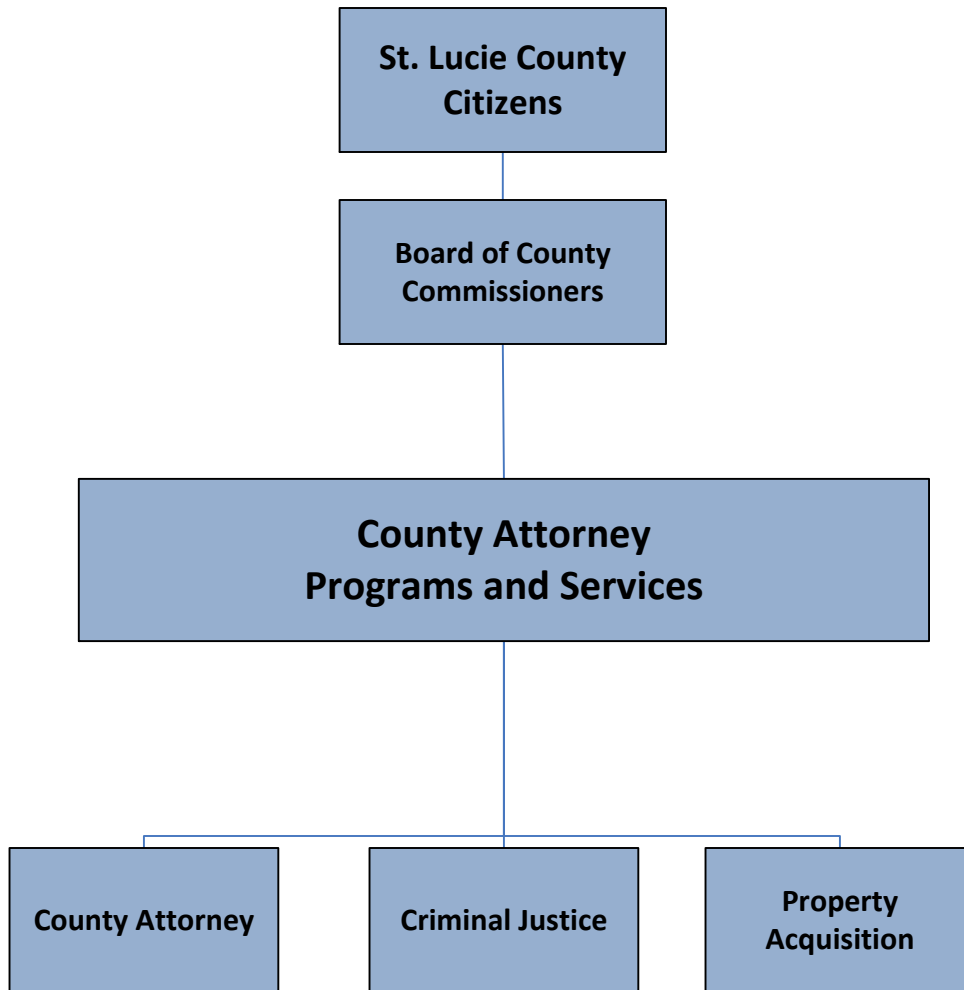 St. Lucie County
Citizens
Board of County
Commissioners
County Attorney
Programs and Services
County Attorney
Criminal Justice
Property
Acquisition